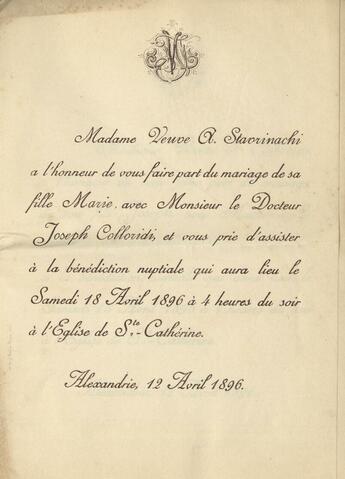 Madame Veuve A. Stavrinachi
a l'honneur de vous faire part du mariage de sa
fille Marie avec Monsieur le Docteur
Joseph Colloridi, et vous prie d'assister
à la bénédiction nuptiale qui aura lieu le
Samedi 18 Avril 1896 à 4 heures du soir
à l'Eglise de Ste.- Cathérine.
Alexandrie, 12 Avril 1896.